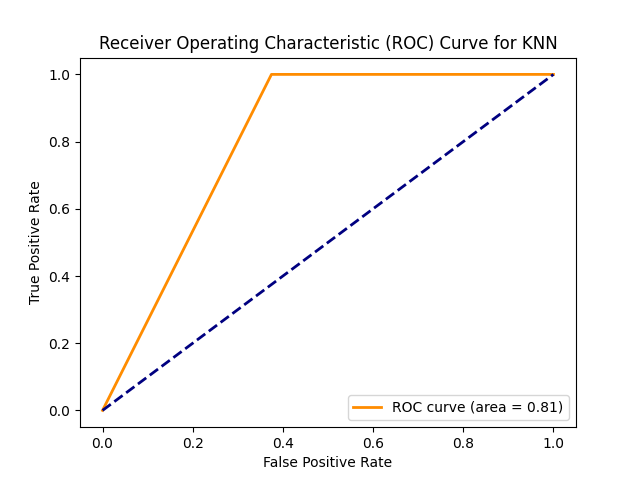 Receiver Operating Characteristic (ROC) Curve for KNN
1.0
0.8
0.6
0.4
0.2
0.0
True Positive Rate
ROC curve (area = 0.81)
0.0 0.2 0.4 0.6 0.8 1.0
False Positive Rate